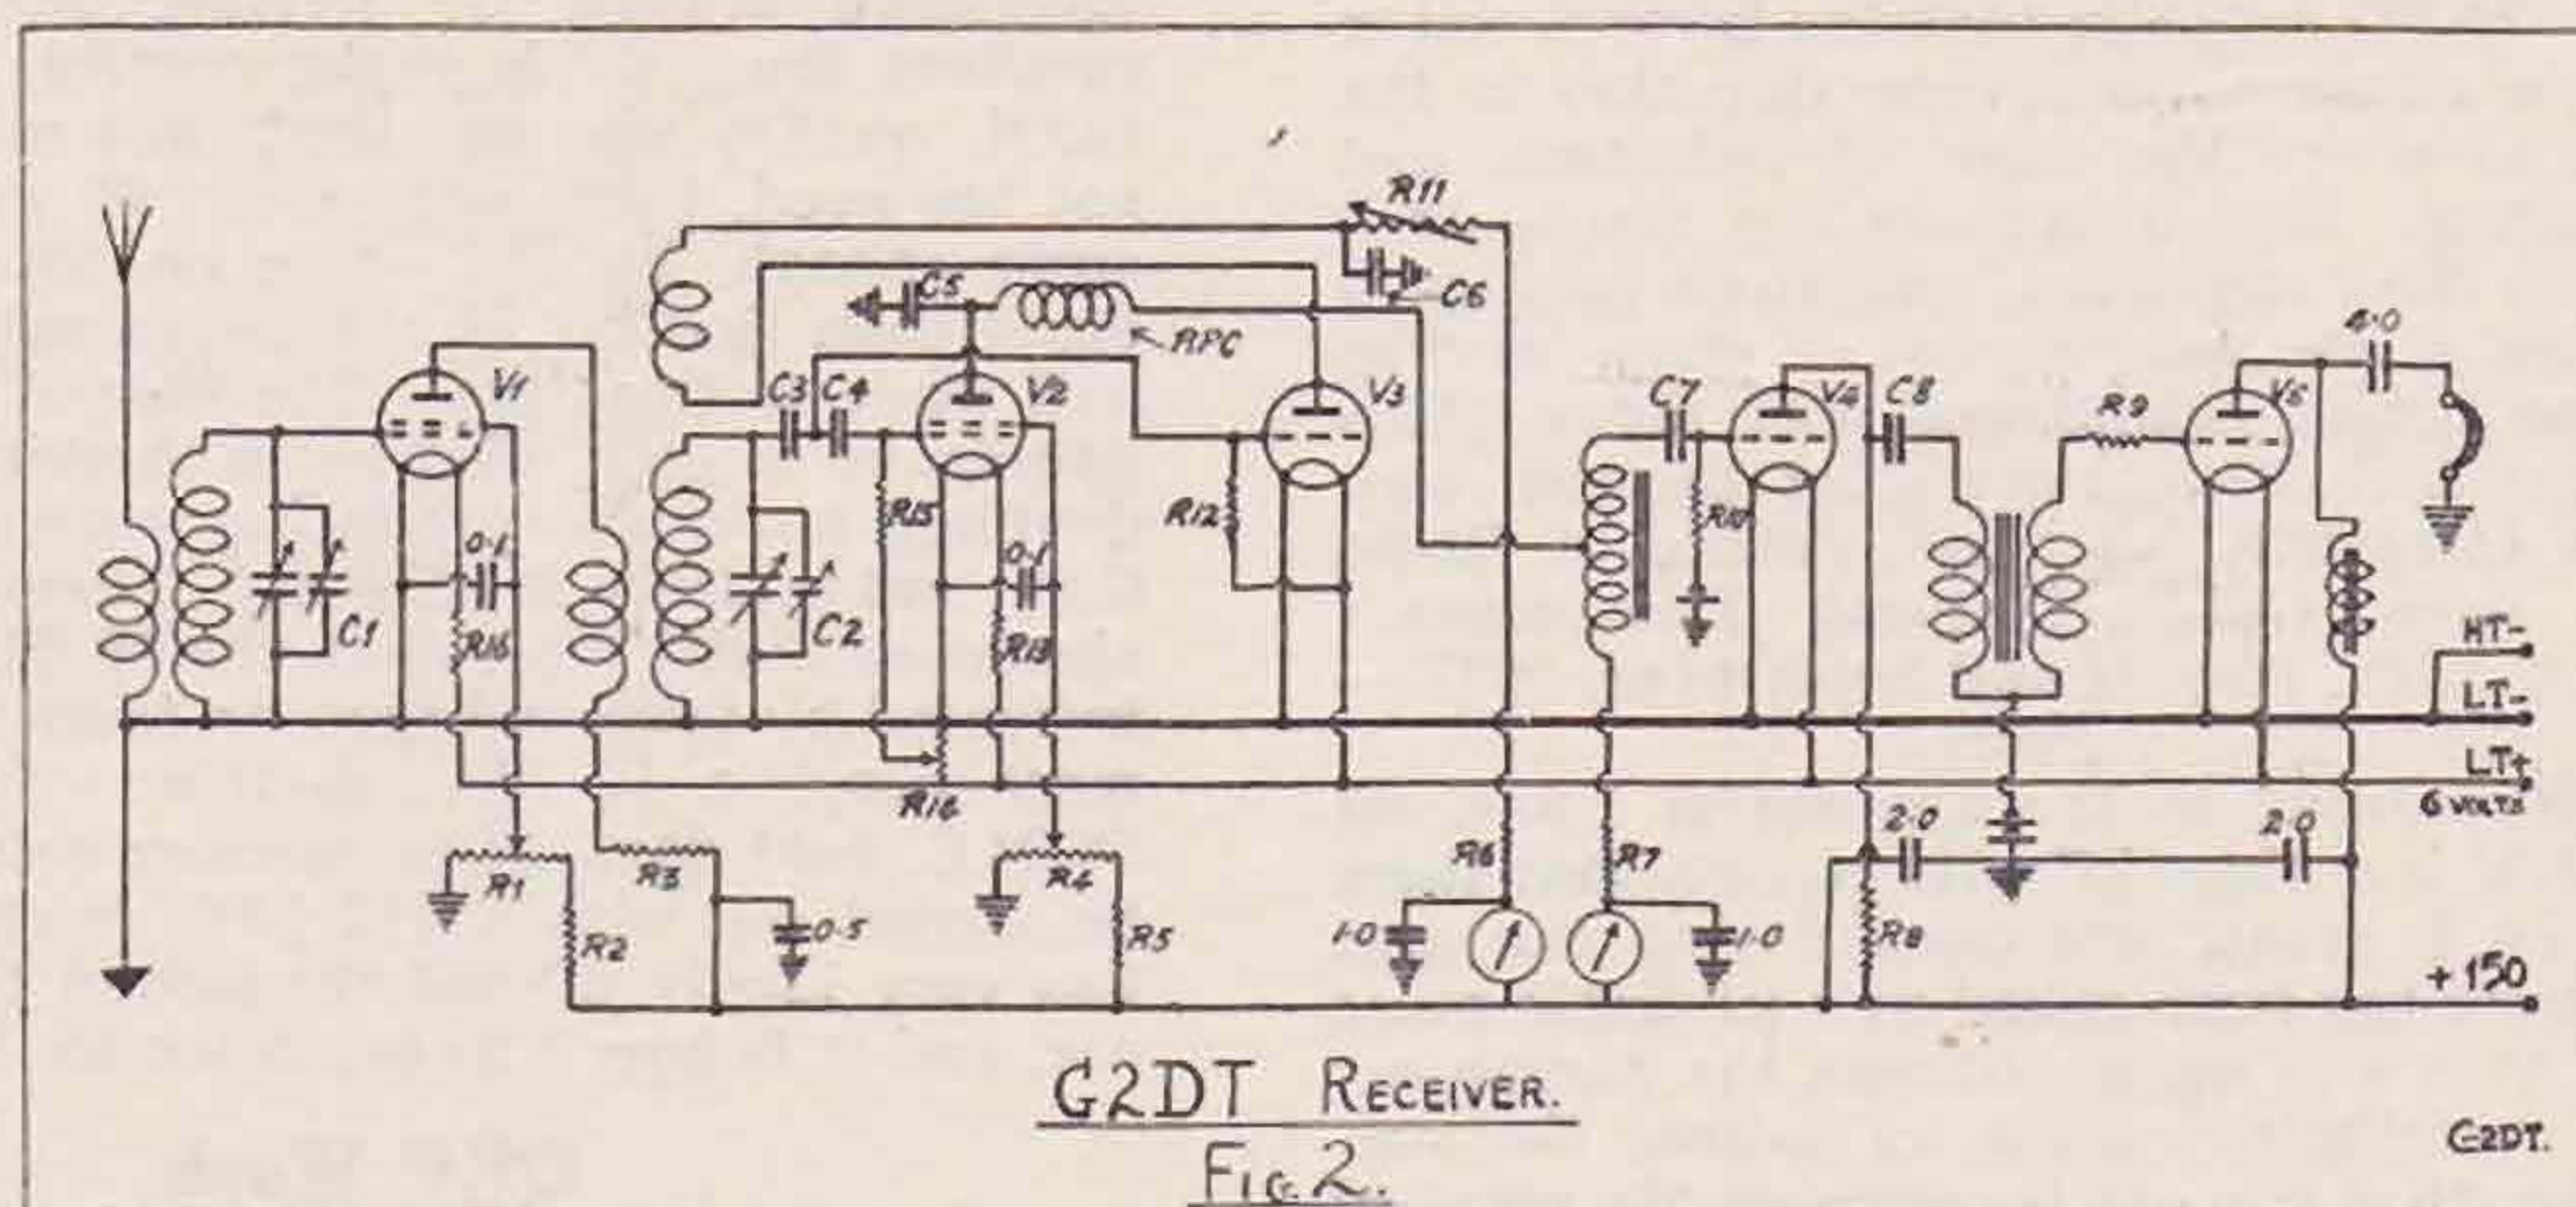 R11
C5
C6
RFC
4.0
V1
C3
C4
V2
V3
C7
V4
C8
R9
V5
R15
R12
R10
0.1
0.1
C1
R16
C2
R13
HT-
LT-
LT+
6 VOLTS
R16
2.0
2.0
R1
R3
R4
R6
R7
R2
0.5
R5
1.0
1.0
R8
+150
G2DT RECEIVER.
FIG. 2.
G2DT.